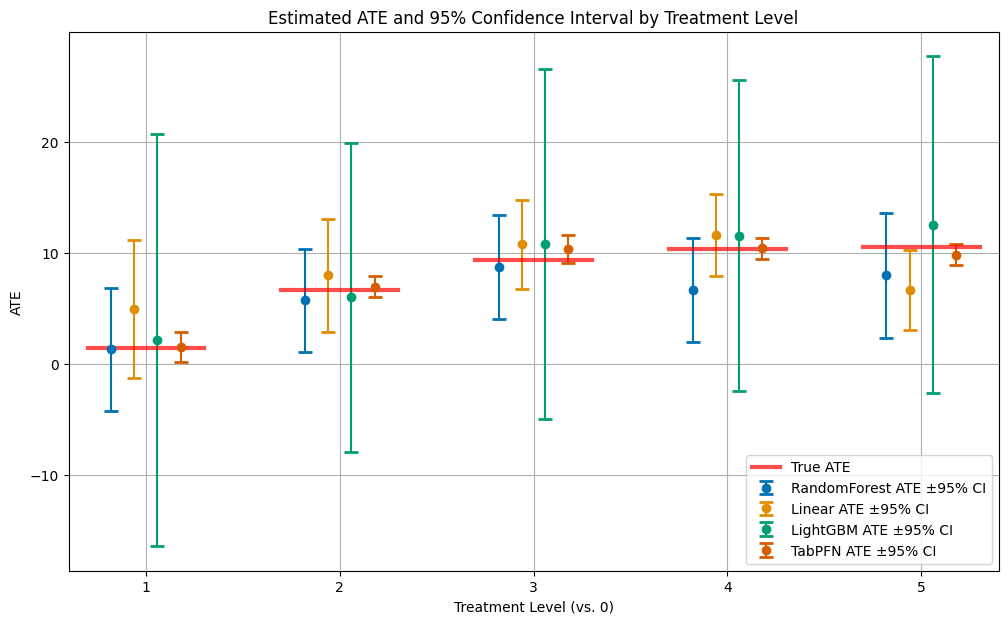 Estimated ATE and 95% Confidence Interval by Treatment Level
ATE
20
10
0
−10
1 2 3 4 5
Treatment Level (vs. 0)
True ATE
RandomForest ATE ±95% CI
Linear ATE ±95% CI
LightGBM ATE ±95% CI
TabPFN ATE ±95% CI